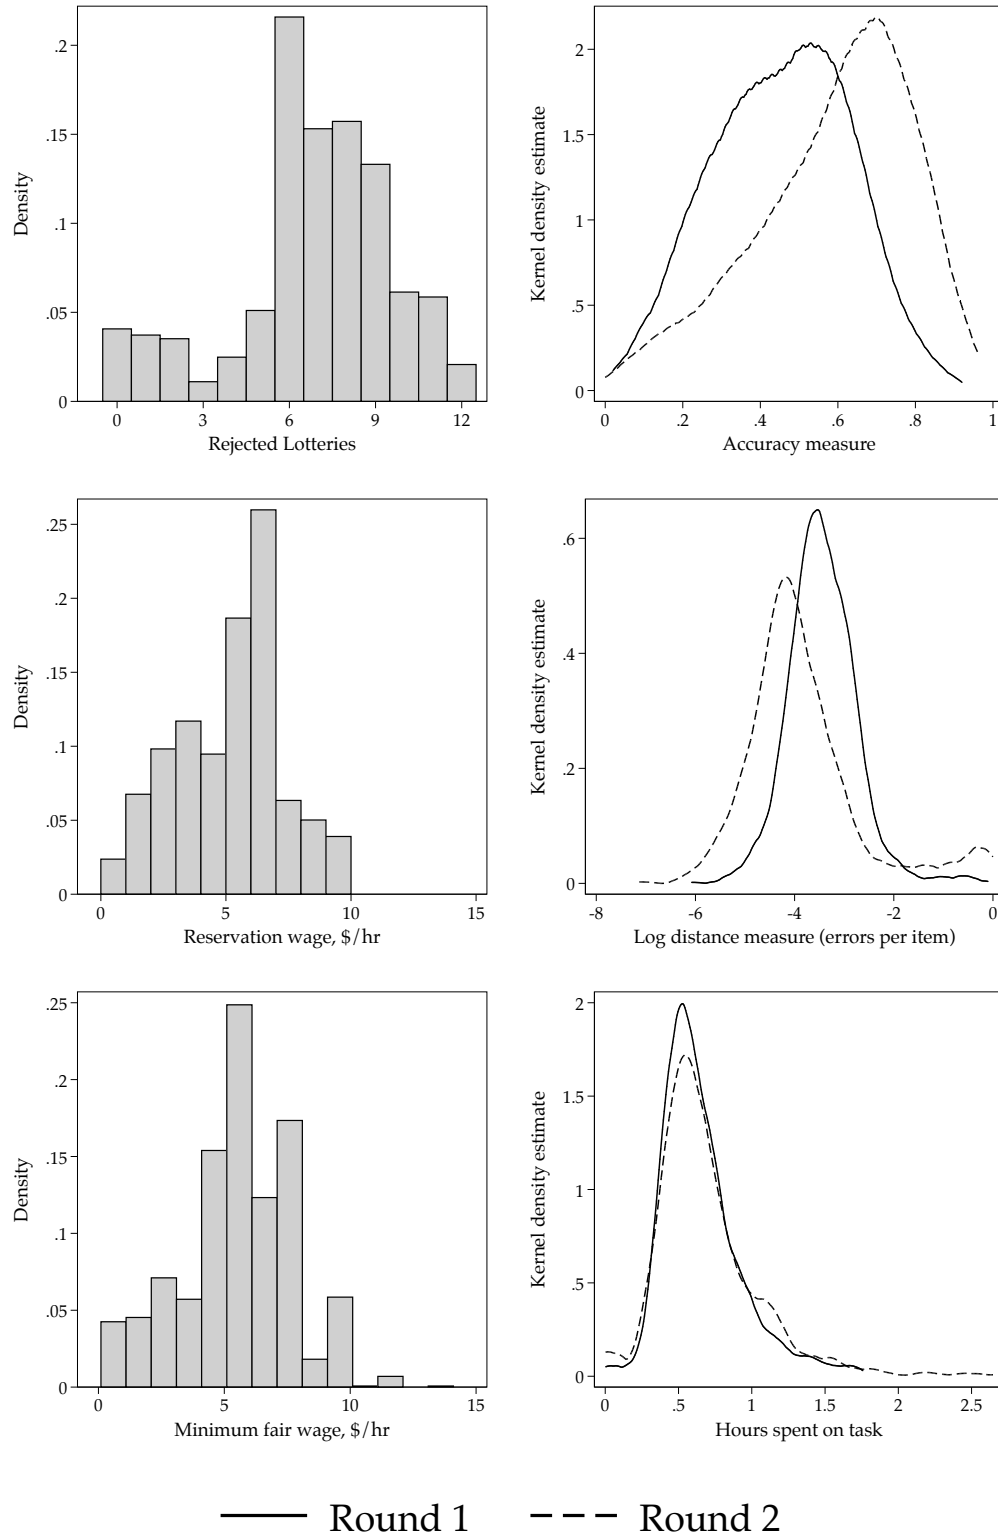 Density
.2
.15
.1
.05
0
0 3 6 9 12
Rejected Lotteries
Kernel density estimate
2
1.5
1
.5
0
0 .2 .4 .6 .8 1
Accuracy measure
Density
.25
.2
.15
.1
.05
0
0 5 10 15
Reservation wage, $/hr
Kernel density estimate
.6
.4
.2
0
-8 -6 -4 -2 0
Log distance measure (errors per item)
Density
.25
.2
.15
.1
.05
0
0 5 10 15
Minimum fair wage, $/hr
Kernel density estimate
2
1.5
1
.5
0
0 .5 1 1.5 2 2.5
Hours spent on task
Round 1 Round 2